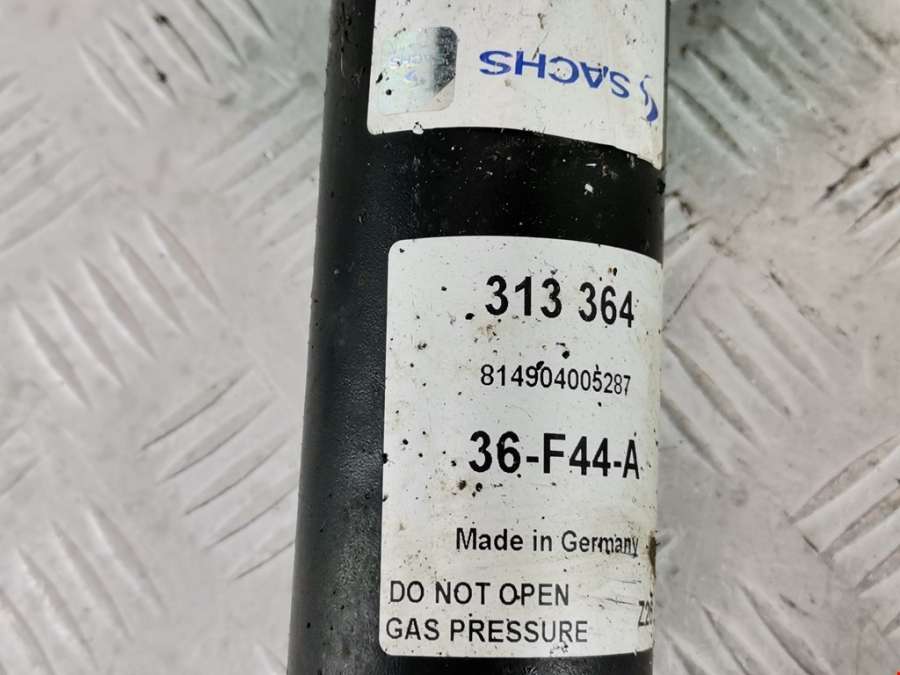 SACHS
313 364
814904005287
36-F44-A
Made in Germany
DO NOT OPEN
GAS PRESSURE